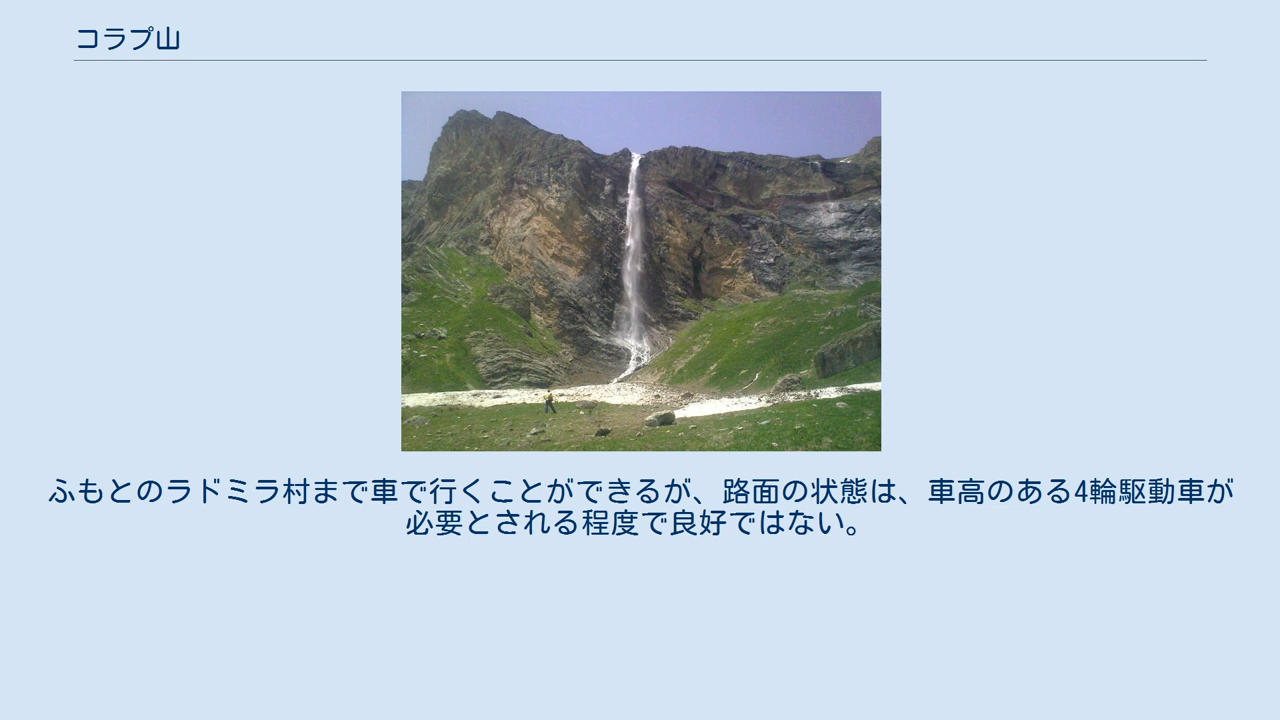 コラプ山
ふもとのラドミラ村まで車で行くことができるが、路面の状態は、車高のある4輪駆動車が
必要とされる程度で良好ではない。